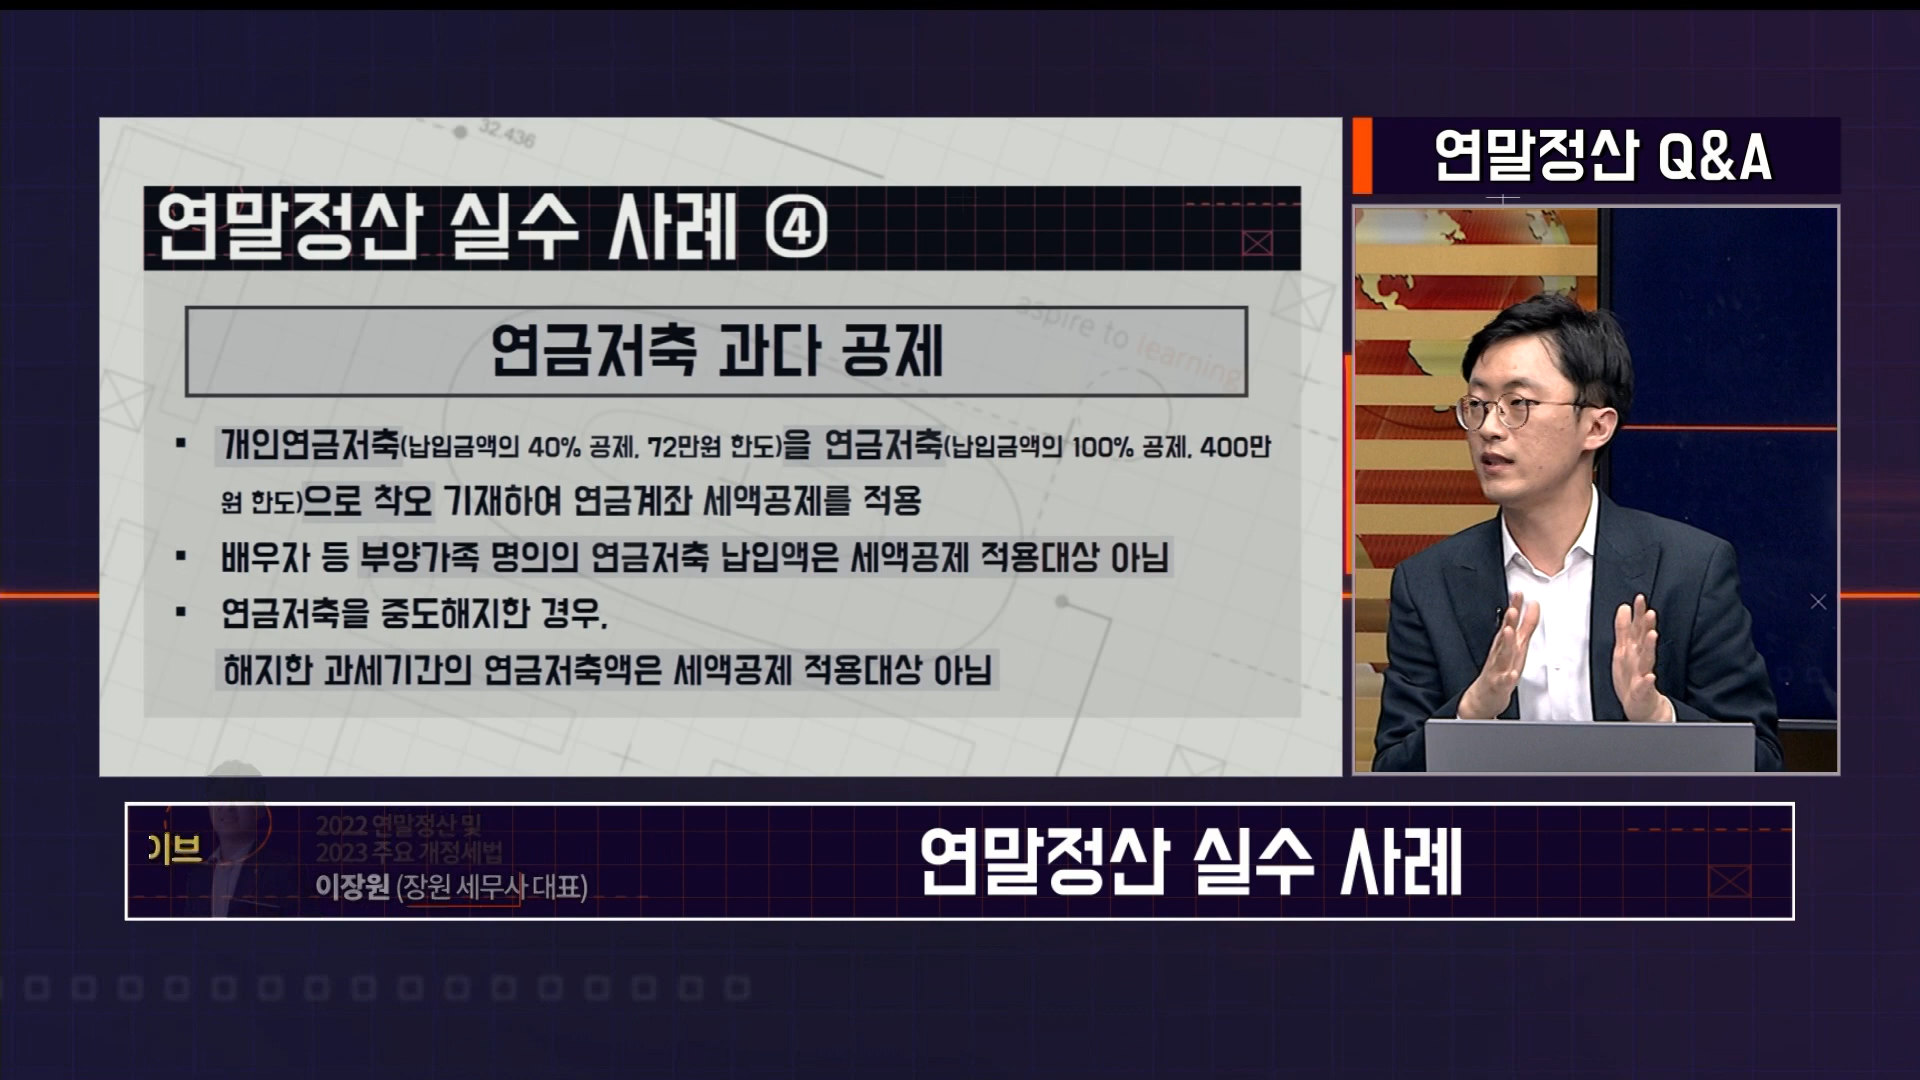 32.436
연말정산 Q&A
연말정산 실수 사례 ④
aspire to learning
연금저축 과다 공제
▪ 개인연금저축(납입금액의 40% 공제, 72만원 한도)을 연금저축(납입금액의 100% 공제, 400만
원 한도)으로 착오 기재하여 연금계좌 세액공제를 적용
▪ 배우자 등 부양가족 명의의 연금저축 납입액은 세액공제 적용대상 아님
▪ 연금저축을 중도해지한 경우,
해지한 과세기간의 연금저축액은 세액공제 적용대상 아님
이브
2022 연말정산 및
2023 주요 개정세법
이장원 (장원 세무사 대표)
연말정산 실수 사례